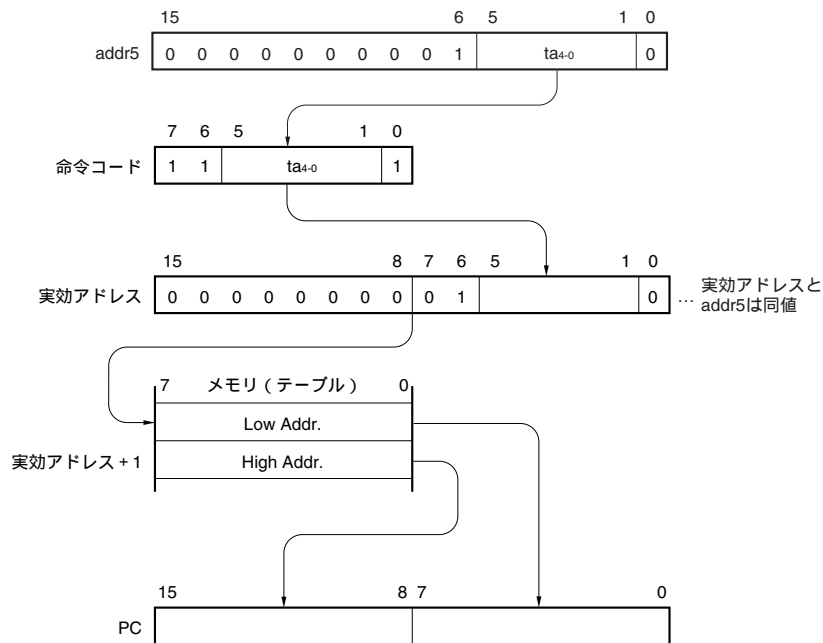 15 6 5 1 0
addr5 0 0 0 0 0 0 0 0 0 1 ta4-0 0
7 6 5 1 0
命令コード 1 1 ta4-0 1
15 8 7 6 5 1 0
実効アドレス 0 0 0 0 0 0 0 0 0 1 0 … 実効アドレスと
addr5は同値
7 メモリ(テーブル) 0
Low Addr.
実効アドレス+1 High Addr.
15 8 7 0
PC